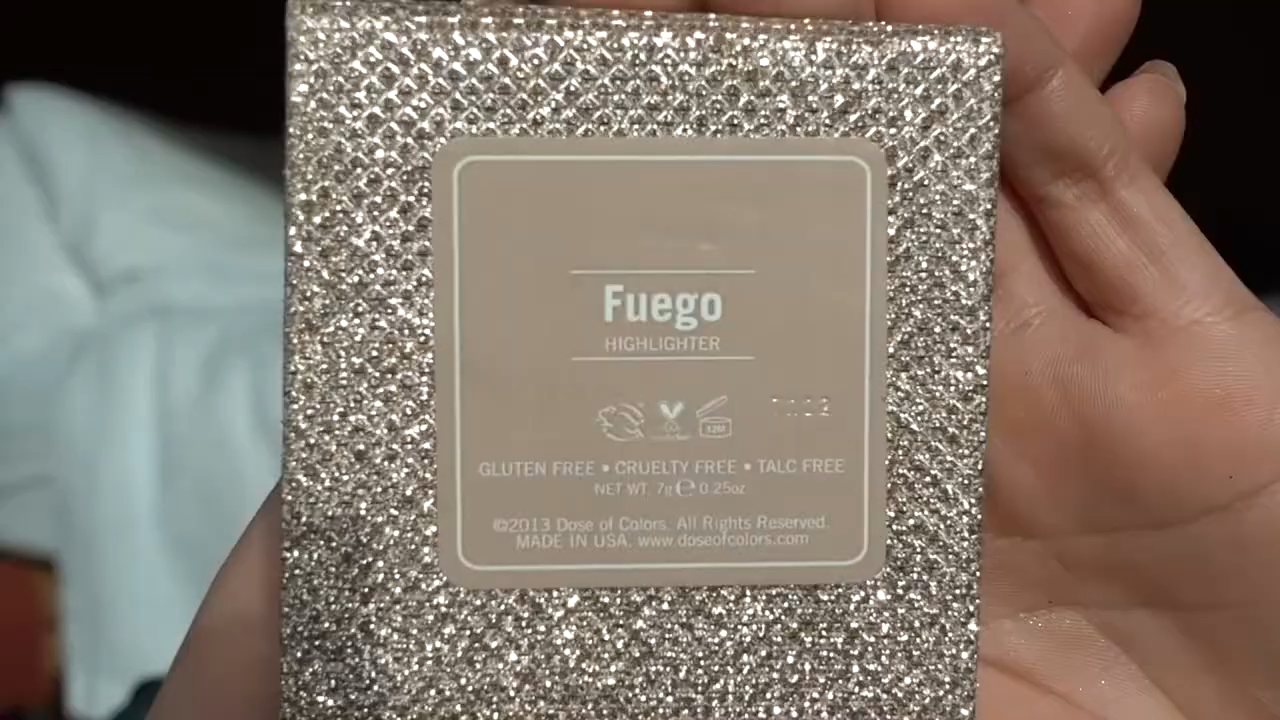 Fuego
HIGHLIGHTER
12M
GLUTEN FREE • CRUELTY FREE • TALC FREE
NET WT. 7g ℮ 0.25oz
©2013 Dose of Colors. All Rights Reserved.
MADE IN USA. www.doseofcolors.com